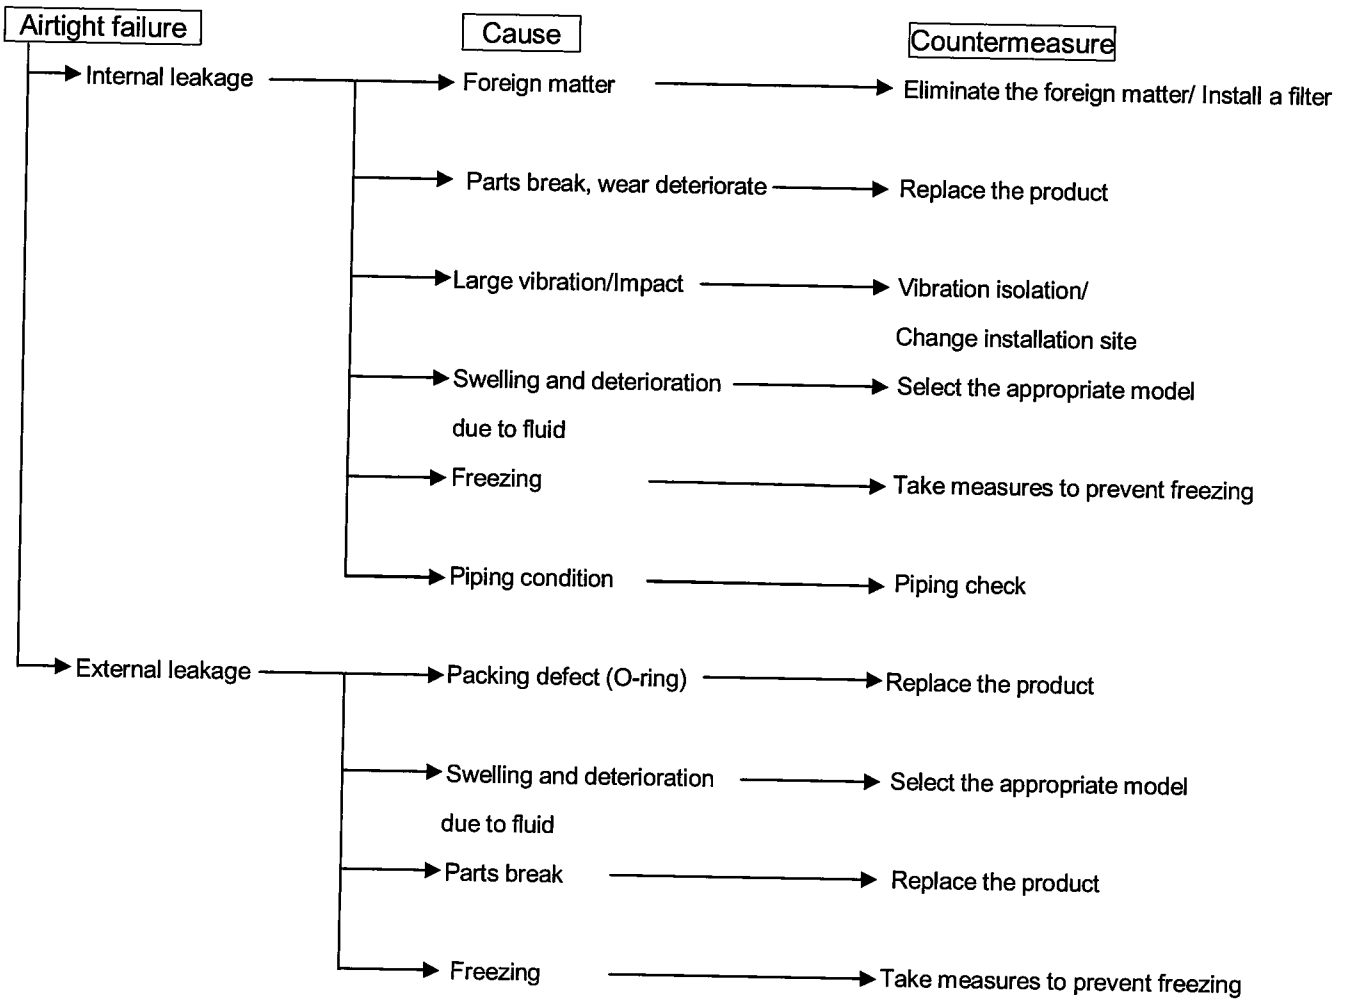 Airtight failure
Cause
Countermeasure
Internal leakage
Foreign matter
Eliminate the foreign matter/ Install a filter
Parts break, wear deteriorate
Replace the product
Large vibration/Impact
Vibration isolation/
Change installation site
Swelling and deterioration
due to fluid
Select the appropriate model
Freezing
Take measures to prevent freezing
Piping condition
Piping check
External leakage
Packing defect (O-ring)
Replace the product
Swelling and deterioration
due to fluid
Select the appropriate model
Parts break
Replace the product
Freezing
Take measures to prevent freezing